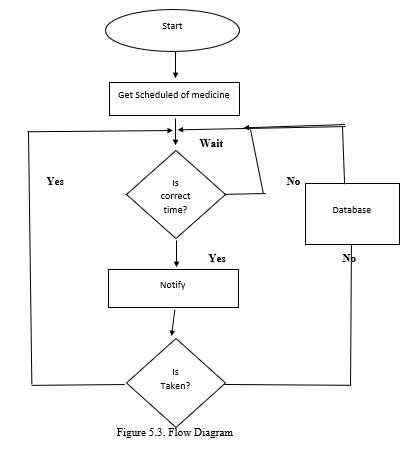 Start
Get Scheduled of medicine
Wait
Is
correct
time?
Yes
No
Database
Yes
No
Notify
Is
Taken?
Figure 5.3. Flow Diagram